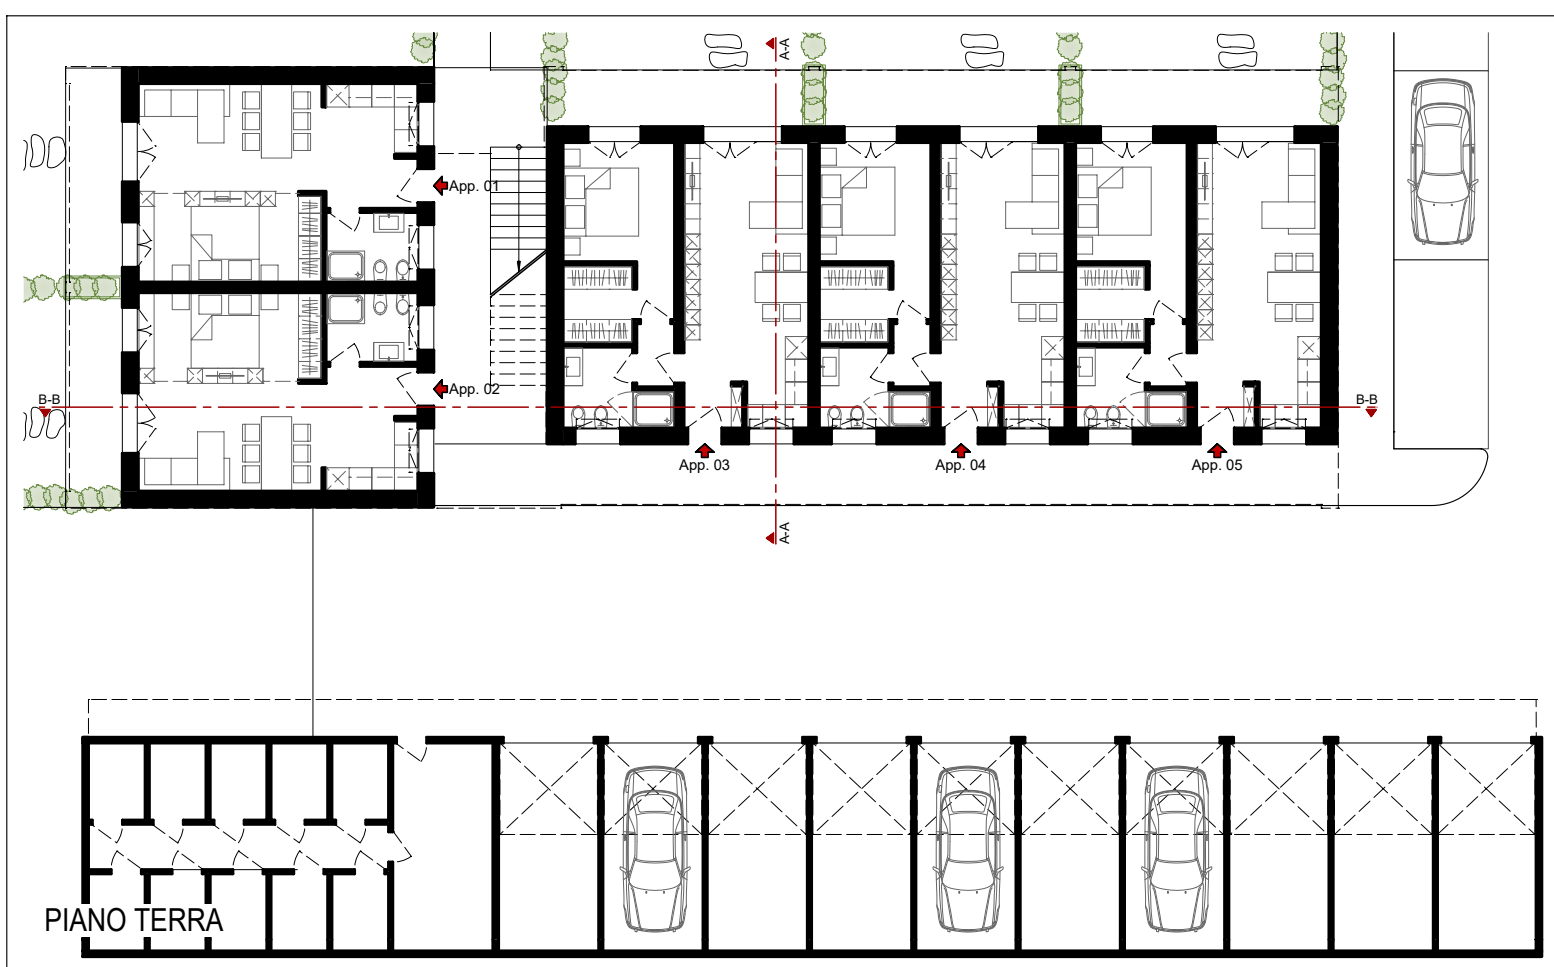 A-A
App. 01
App. 02
B-B
B-B
App. 03
App. 04
App. 05
A-A
PIANO TERRA